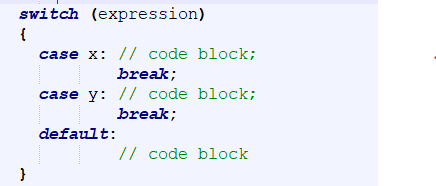 switch (expression)
{
case x: // code block;
break;
case y: // code block;
break;
default:
// code block
}